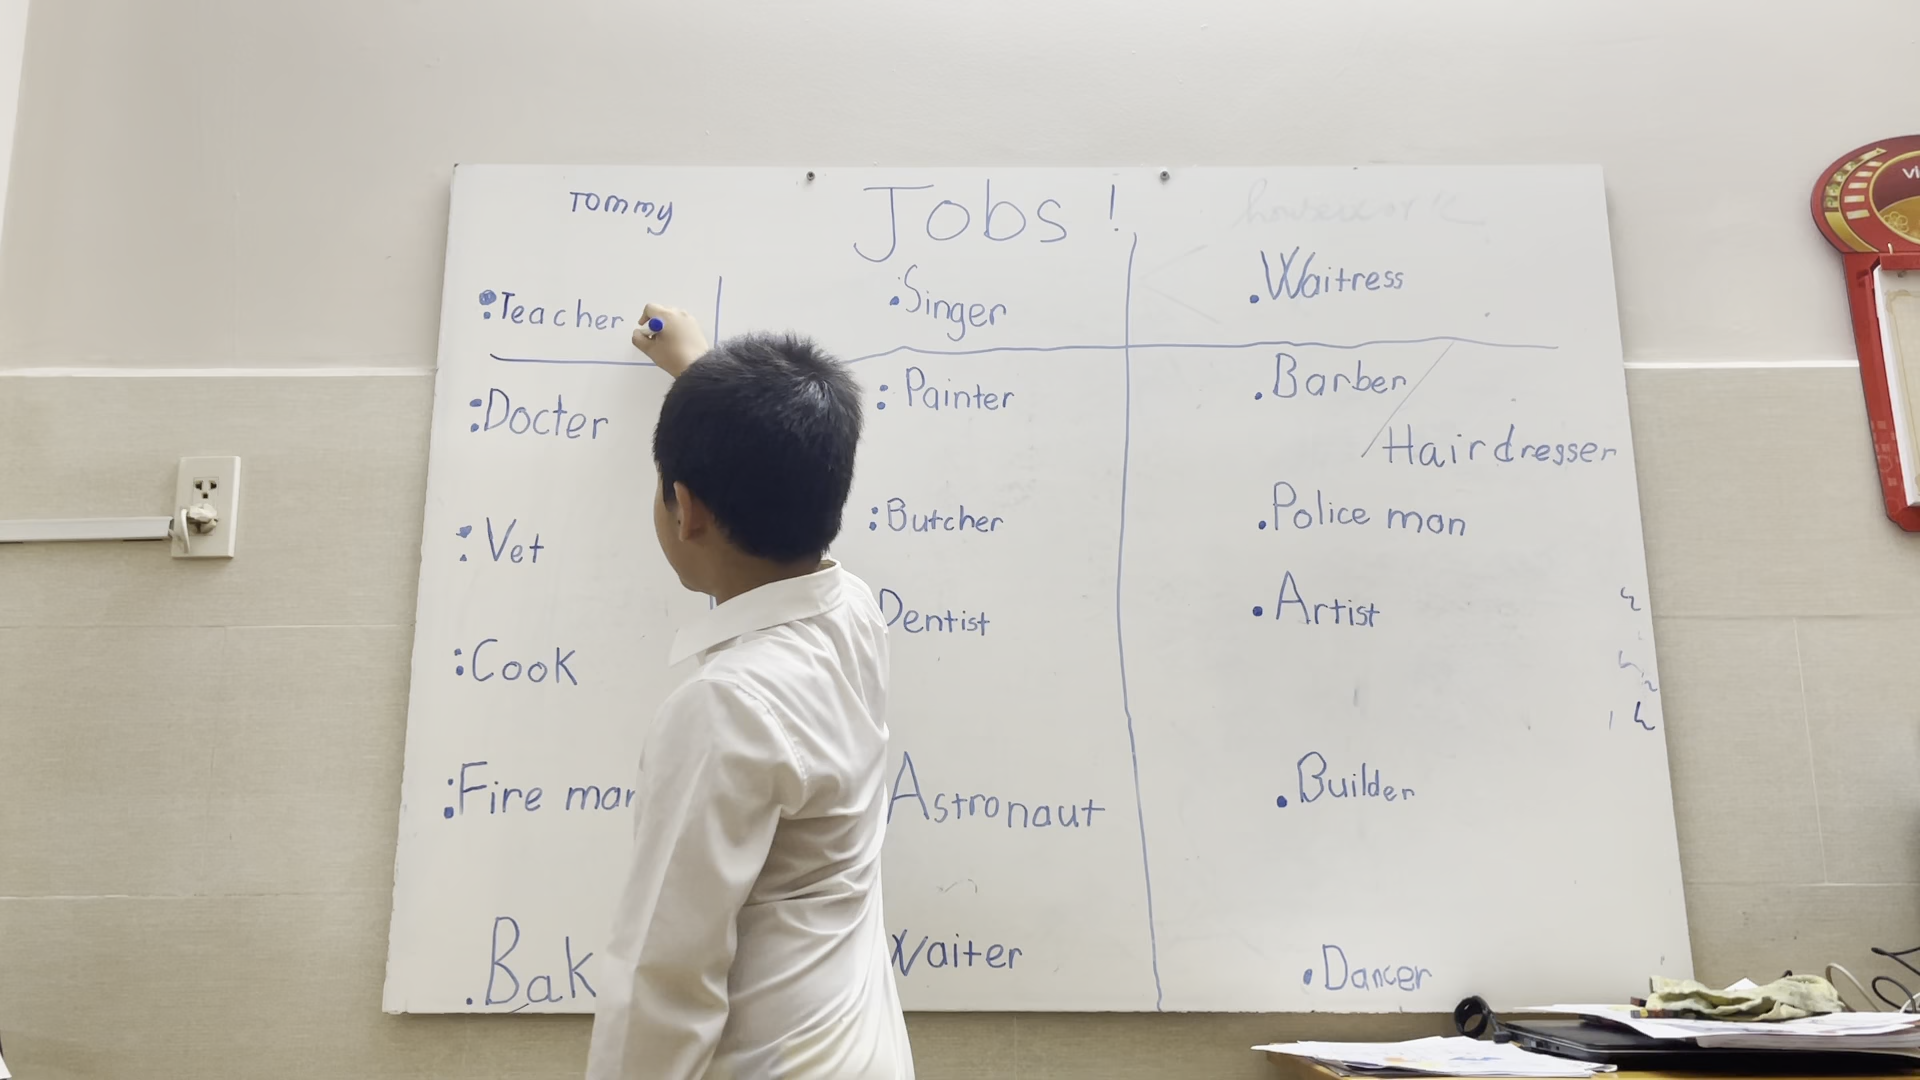 Tommy
Jobs!
Teacher
Docter
Vet
Cook
Fire man
Bak
Singer
Painter
Butcher
Dentist
Astronaut
Waiter
Waitress
Barber
Hairdresser
Police man
Artist
Builder
Dancer